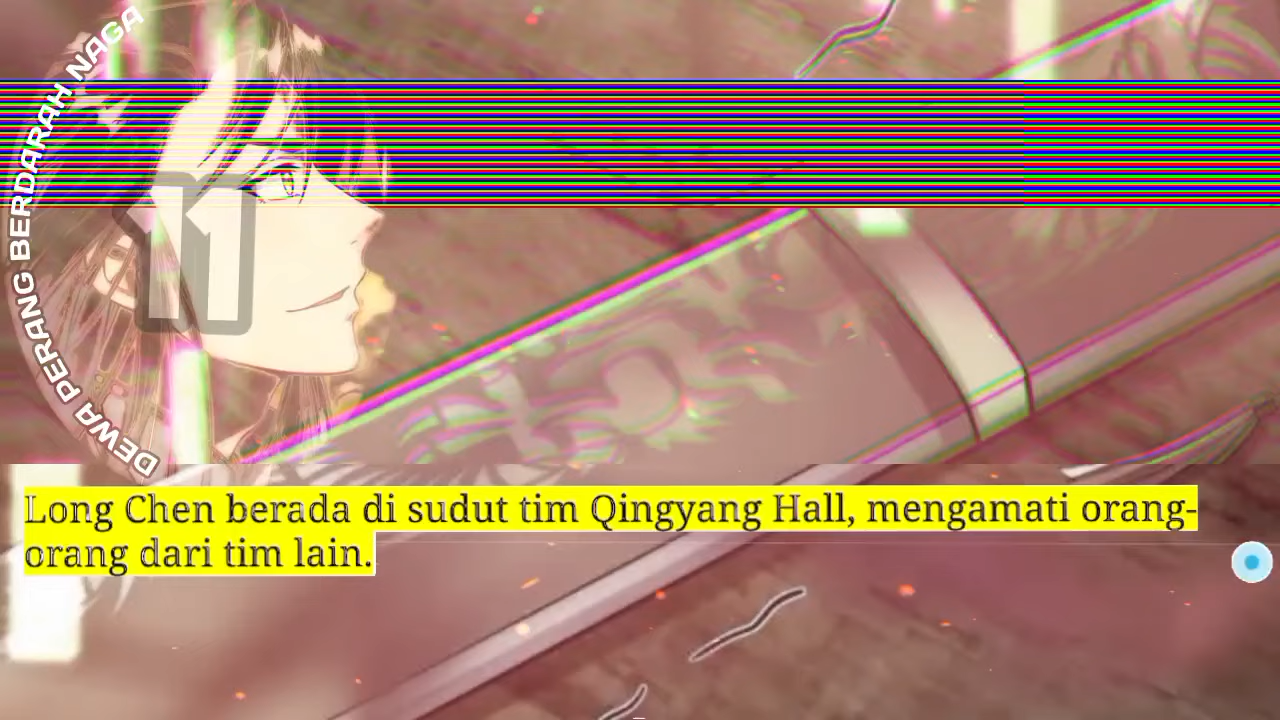 DEWA PERANG BERDARAH NAGA
11
Long Chen berada di sudut tim Qingyang Hall, mengamati orang-
orang dari tim lain.